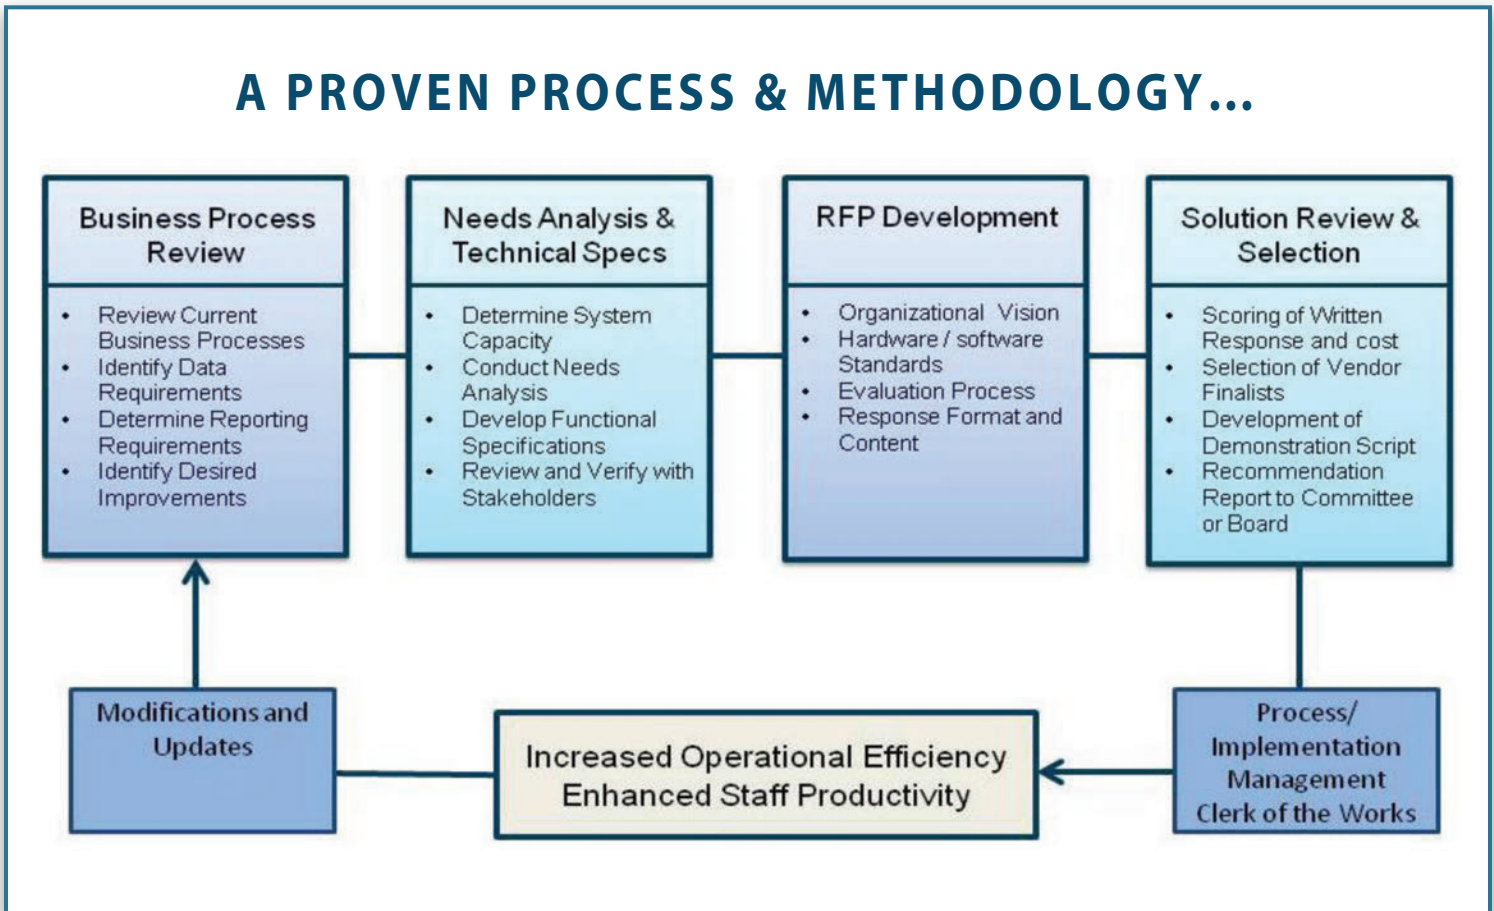 A PROVEN PROCESS & METHODOLOGY...
Business Process
Review
• Review Current
Business Processes
• Identify Data
Requirements
• Determine Reporting
Requirements
• Identify Desired
Improvements
Needs Analysis &
Technical Specs
• Determine System
Capacity
• Conduct Needs
Analysis
• Develop Functional
Specifications
• Review and Verify with
Stakeholders
RFP Development
• Organizational Vision
• Hardware / software
Standards
• Evaluation Process
• Response Format and
Content
Solution Review &
Selection
• Scoring of Written
Response and cost
• Selection of Vendor
Finalists
• Development of
Demonstration Script
• Recommendation
Report to Committee
or Board
Modifications and
Updates
Increased Operational Efficiency
Enhanced Staff Productivity
Process/
Implementation
Management
Clerk of the Works